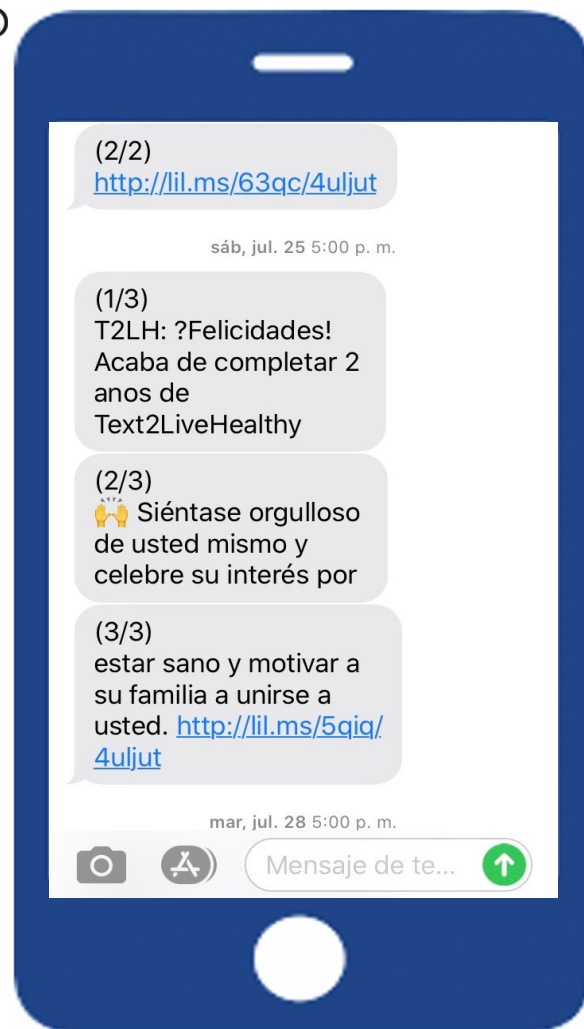 (2/2)
http://lil.ms/63qc/4uljut
sáb, jul. 25 5:00 p. m.
(1/3)
T2LH: ?Felicidades!
Acaba de completar 2
anos de
Text2LiveHealthy
(2/3)
🙌 Siéntase orgulloso
de usted mismo y
celebre su interés por
(3/3)
estar sano y motivar a
su familia a unirse a
usted. http://lil.ms/5qiq/
4uljut
mar, jul. 28 5:00 p. m.
Mensaje de te...